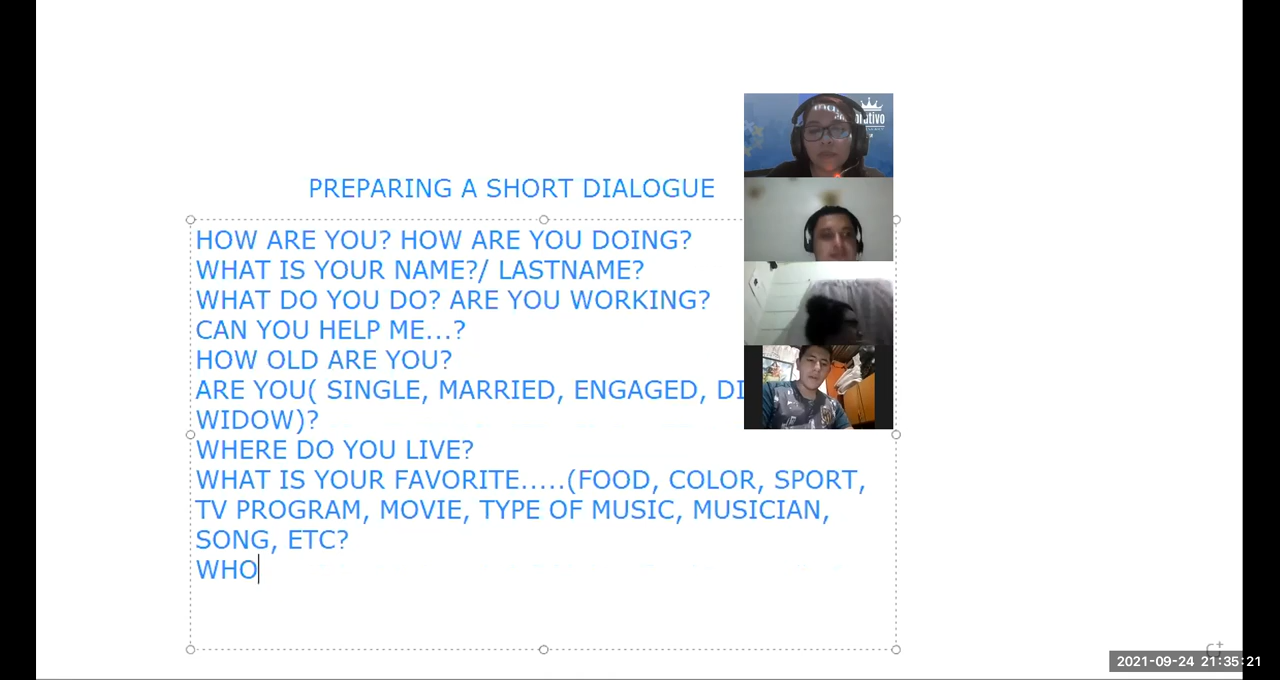 PREPARING A SHORT DIALOGUE
HOW ARE YOU? HOW ARE YOU DOING?
WHAT IS YOUR NAME?/ LASTNAME?
WHAT DO YOU DO? ARE YOU WORKING?
CAN YOU HELP ME...?
HOW OLD ARE YOU?
ARE YOU( SINGLE, MARRIED, ENGAGED, DI
WIDOW)?
WHERE DO YOU LIVE?
WHAT IS YOUR FAVORITE.....(FOOD, COLOR, SPORT,
TV PROGRAM, MOVIE, TYPE OF MUSIC, MUSICIAN,
SONG, ETC?
WHO
2021-09-24 21:35:21